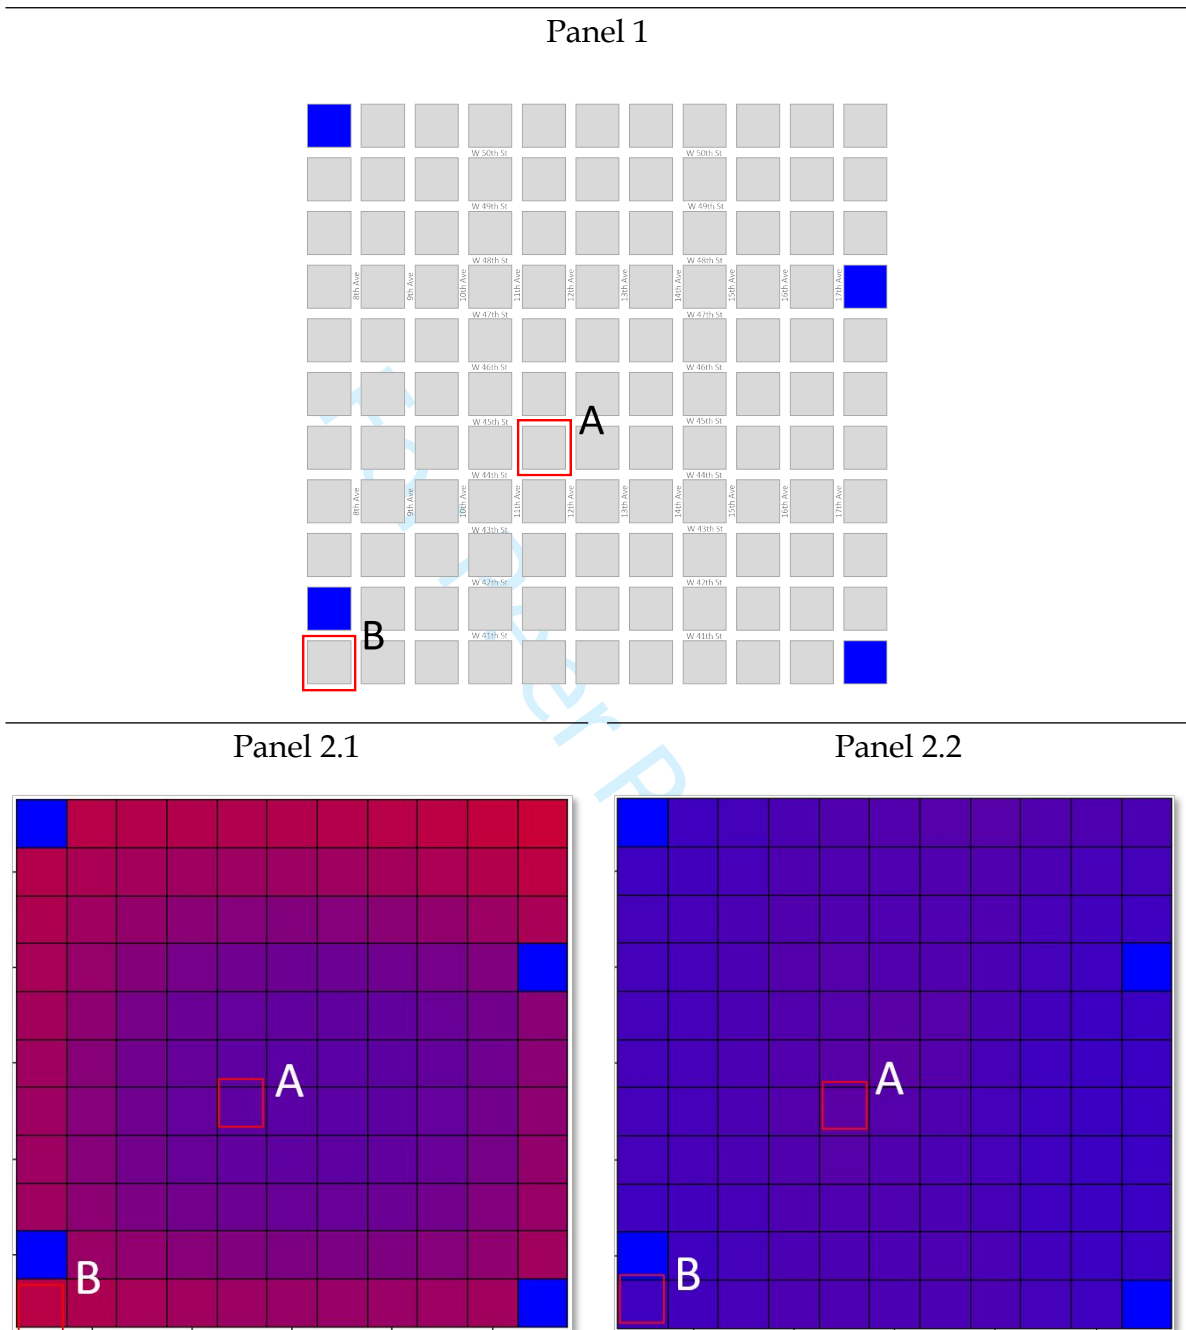 Panel 1
W 50th St W 50th St
W 49th St W 49th St
W 48th St W 48th St
8th Ave 9th Ave 10th Ave 11th Ave 12th Ave 13th Ave 14th Ave 15th Ave 16th Ave 17th Ave
W 47th St W 47th St
W 46th St W 46th St
W 45th St W 45th St
A
W 44th St W 44th St
8th Ave 9th Ave 10th Ave 11th Ave 12th Ave 13th Ave 14th Ave 15th Ave 16th Ave 17th Ave
W 43th St W 43th St
W 42th St W 42th St
W 41th St W 41th St
B
For Peer P
Panel 2.1 Panel 2.2
A A
B B